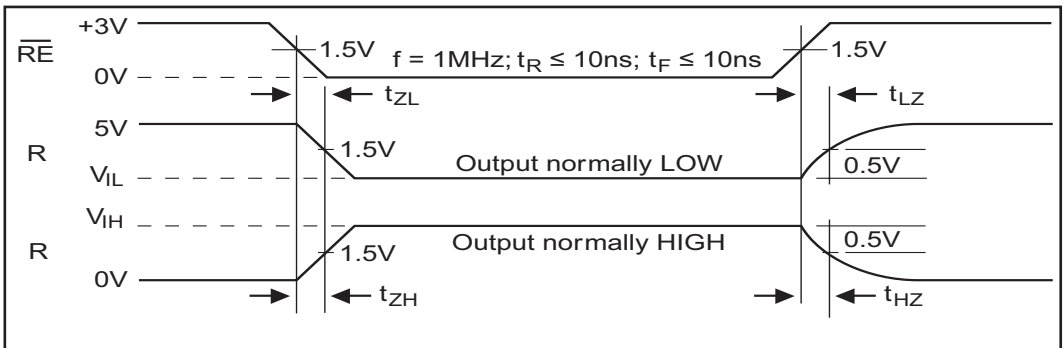 +3V
R̅E̅
1.5V
f = 1MHz; tR ≤ 10ns; tF ≤ 10ns
1.5V
0V
tZL
tLZ
5V
R
1.5V
Output normally LOW
0.5V
VIL
VIH
R
1.5V
Output normally HIGH
0.5V
0V
tZH
tHZ